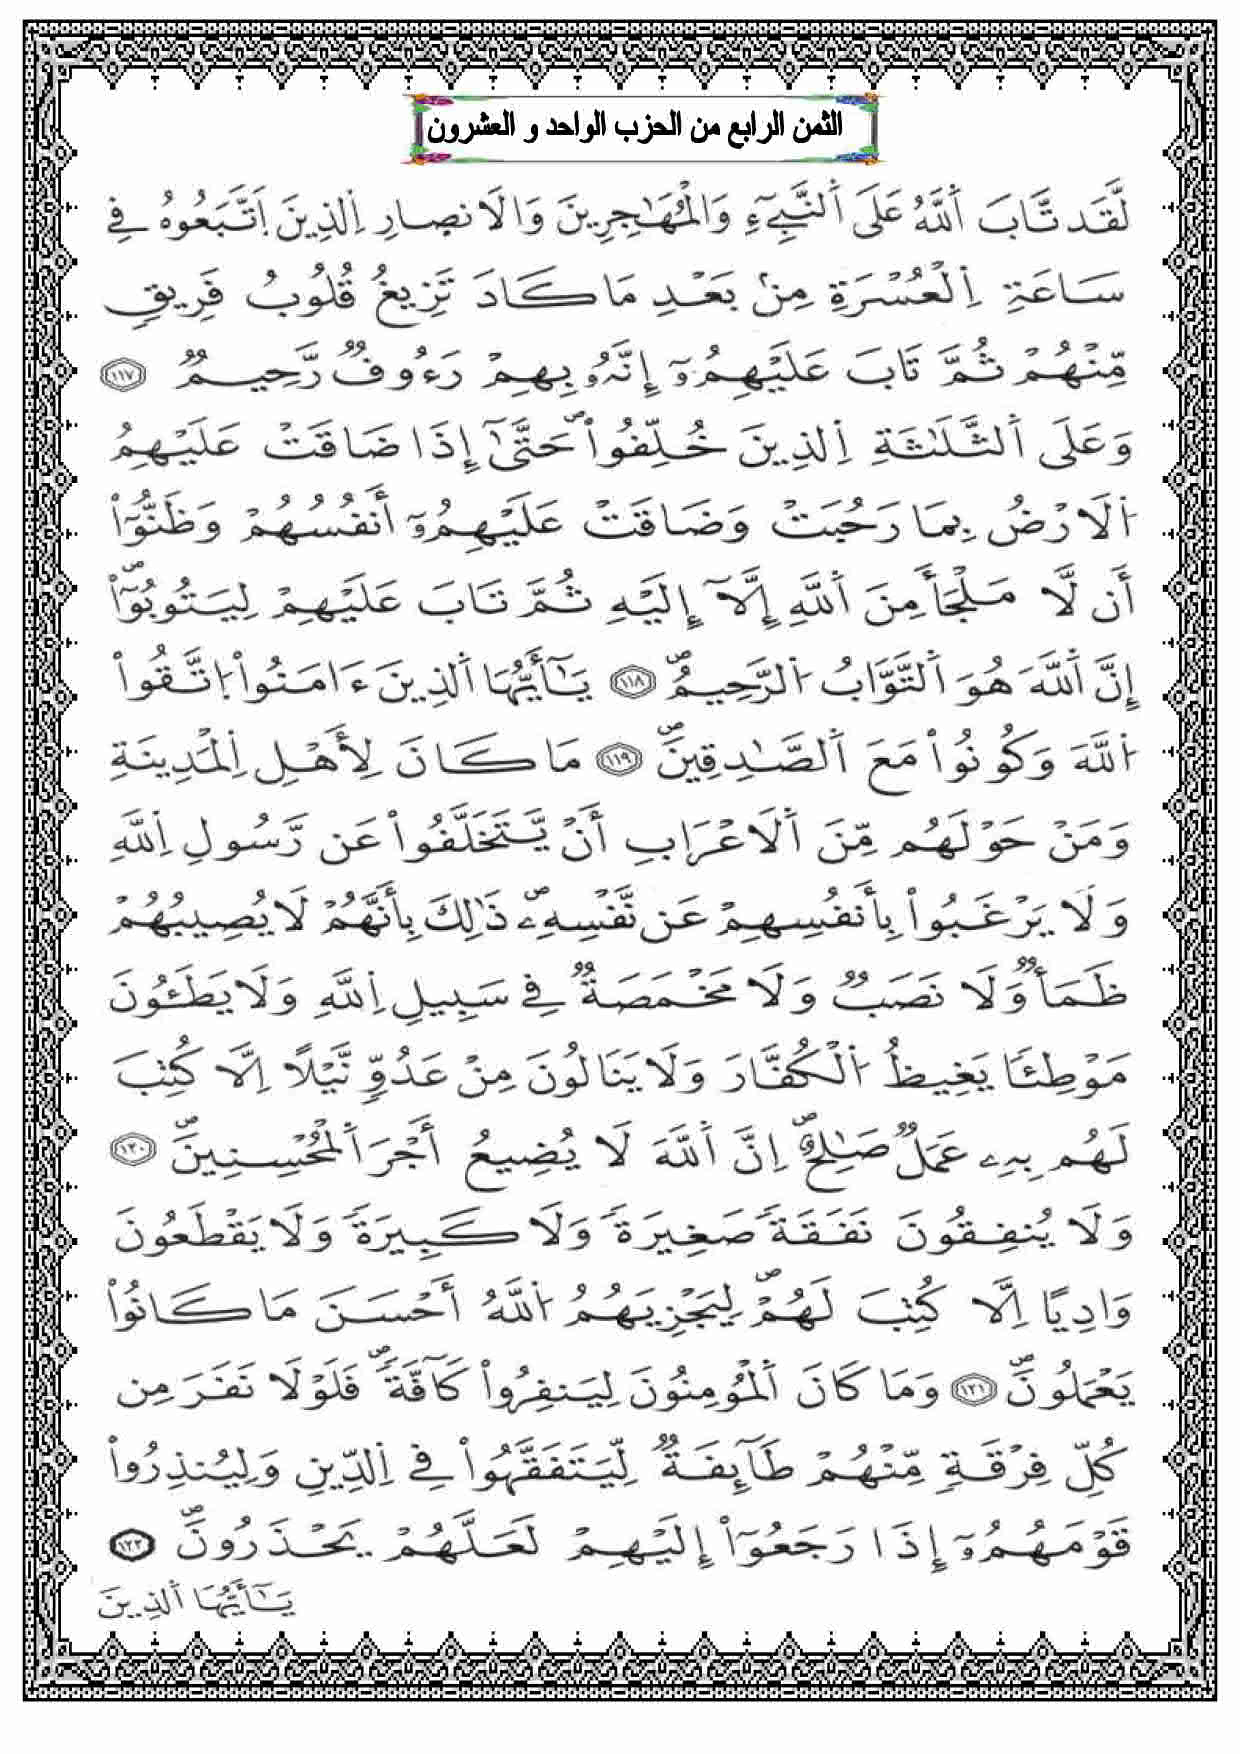 الثمن الرابع من الحزب الواحد و العشرون
لَّقَد تَّابَ اَ۬للَّهُ عَلَى اَ۬لنَّبِےٓءِ وَالْمُهَٰجِرِينَ وَالَانصِارِ اِ۬لذِينَ اَ۪تَّبَعُوهُ فِے
سَاعَةِ اِ۬لْعُسْرَةِ مِنۢ بَعْدِ مَا كَادَ تَزِيغُ قُلُوبُ فَرِيقٖ
مِّنْهُمْ ثُمَّ تَابَ عَلَيْهِمُۥٓ إِنَّهُۥ بِهِمْ رَءُوفٞ رَّحِيمٞ ١١٧
وَعَلَى اَ۬لثَّلَٰثَةِ اِ۬لذِينَ خُلِّفُواْۖ حَتَّىٰٓ إِذَا ضَاقَتْ عَلَيْهِمُ
اُ۬لَارْضُ بِمَا رَحُبَتْ وَضَاقَتْ عَلَيْهِمُۥٓ أَنفُسُهُمْ وَظَنُّوٓاْ
أَن لَّا مَلْجَأَ مِنَ اَ۬للَّهِ إِلَّآ إِلَيْهِ ثُمَّ تَابَ عَلَيْهِمْ لِيَتُوبُوٓاْۖ
إِنَّ اَ۬للَّهَ هُوَ اَ۬لتَّوَّابُ اُ۬لرَّحِيمُۖ ١١٨ يَٰٓأَيُّهَا اَ۬لذِينَ ءَامَنُواْ اُ۪تَّقُواْ
اُ۬للَّهَ وَكُونُواْ مَعَ اَ۬لصَّٰدِقِينَۖ ١١٩ مَا كَانَ لِأَهْلِ اِ۬لْمَدِينَةِ
وَمَنْ حَوْلَهُم مِّنَ اَ۬لَاعْرَابِ أَنْ يَّتَخَلَّفُواْ عَن رَّسُولِ اِ۬للَّهِ
وَلَا يَرْغَبُواْ بِأَنفُسِهِمْ عَن نَّفْسِهِۦۖ ذَٰلِكَ بِأَنَّهُمْ لَا يُصِيبُهُمْ
ظَمَأٞ وَلَا نَصَبٞ وَلَا مَخْمَصَةٞ فِے سَبِيلِ اِ۬للَّهِ وَلَا يَطَـُٔونَ
مَوْطِئاٗ يَغِيظُ اُ۬لْكُفَّارَ وَلَا يَنَالُونَ مِنْ عَدُوّٖ نَّيْلًا اِلَّا كُتِبَ
لَهُم بِهِۦ عَمَلٞ صَٰلِحٌۖ اِنَّ اَ۬للَّهَ لَا يُضِيعُ أَجْرَ اَ۬لْمُحْسِنِينَۖ ١٢٠
وَلَا يُنفِقُونَ نَفَقَةٗ صَغِيرَةٗ وَلَا كَبِيرَةٗ وَلَا يَقْطَعُونَ
وَادِياً اِلَّا كُتِبَ لَهُمْۖ لِيَجْزِيَهُمُ اُ۬للَّهُ أَحْسَنَ مَا كَانُواْ
يَعْمَلُونَۖ ١٢١ وَمَا كَانَ اَ۬لْمُومِنُونَ لِيَنفِرُواْ كَآفَّةٗۖ فَلَوْلَا نَفَرَ مِن
كُلِّ فِرْقَةٖ مِّنْهُمْ طَآئِفَةٞ لِّيَتَفَقَّهُواْ فِے اِ۬لدِّينِ وَلِيُنذِرُواْ
قَوْمَهُمُۥٓ إِذَا رَجَعُوٓاْ إِلَيْهِمْ لَعَلَّهُمْ يَحْذَرُونَۖ ١٢٢
يَٰٓأَيُّهَا اَ۬لذِينَ